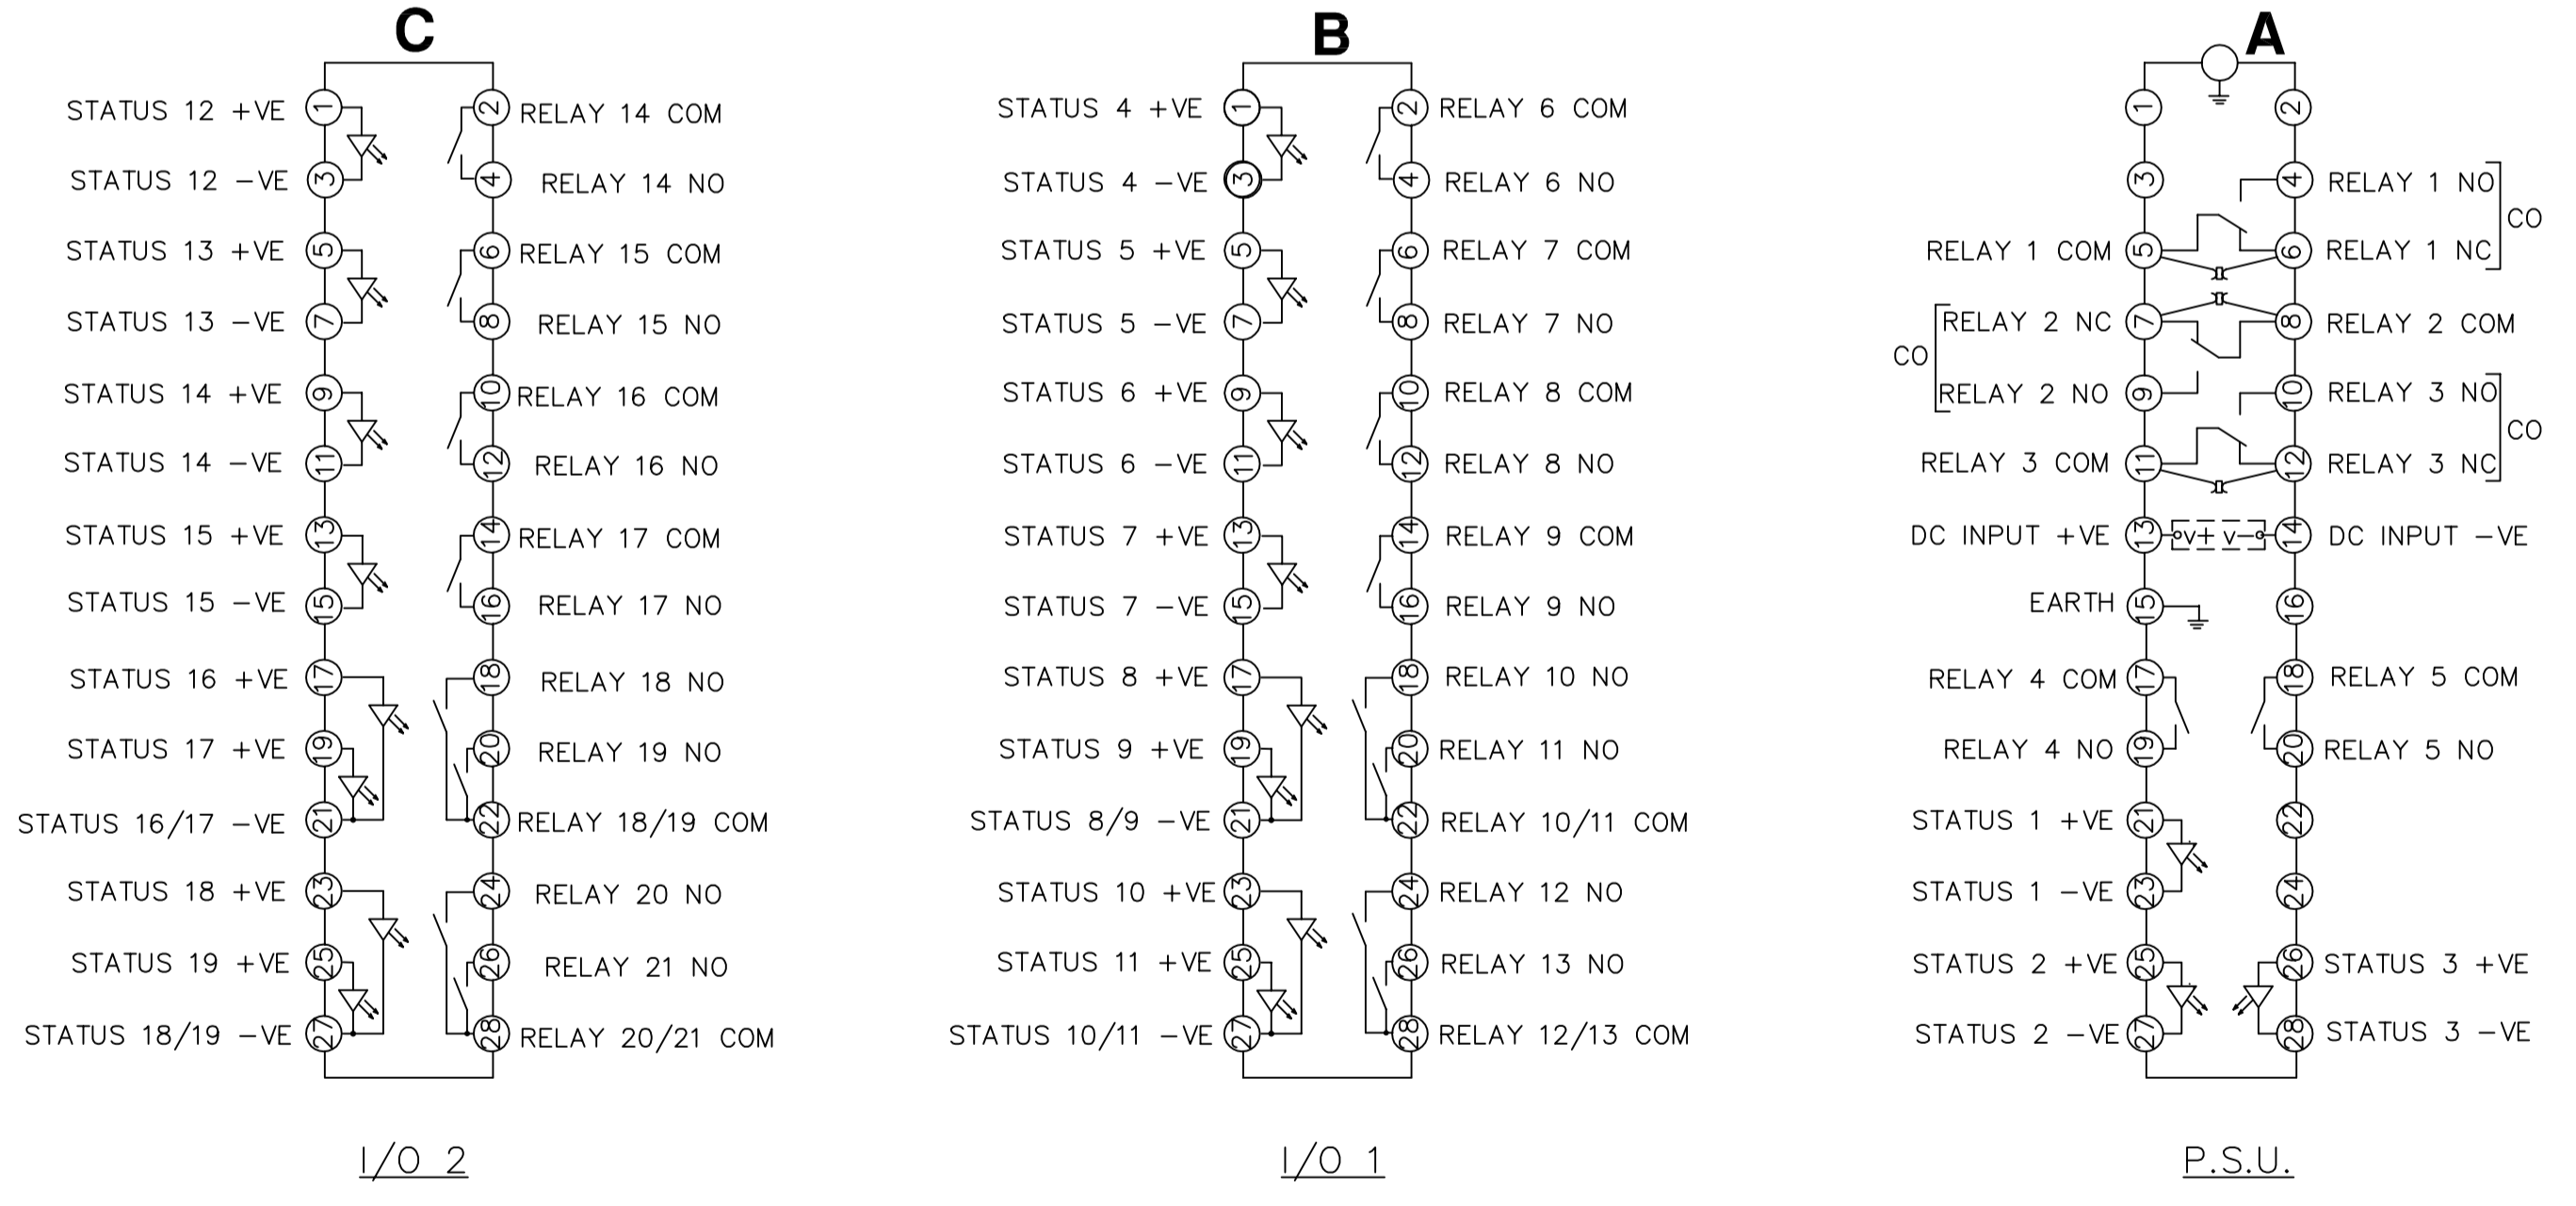 C
STATUS 12 +VE 1 2 RELAY 14 COM
STATUS 12 -VE 3 4 RELAY 14 NO
STATUS 13 +VE 5 6 RELAY 15 COM
STATUS 13 -VE 7 8 RELAY 15 NO
STATUS 14 +VE 9 10 RELAY 16 COM
STATUS 14 -VE 11 12 RELAY 16 NO
STATUS 15 +VE 13 14 RELAY 17 COM
STATUS 15 -VE 15 16 RELAY 17 NO
STATUS 16 +VE 17 18 RELAY 18 NO
STATUS 17 +VE 19 20 RELAY 19 NO
STATUS 16/17 -VE 21 22 RELAY 18/19 COM
STATUS 18 +VE 23 24 RELAY 20 NO
STATUS 19 +VE 25 26 RELAY 21 NO
STATUS 18/19 -VE 27 28 RELAY 20/21 COM
I/O 2
B
STATUS 4 +VE 1 2 RELAY 6 COM
STATUS 4 -VE 3 4 RELAY 6 NO
STATUS 5 +VE 5 6 RELAY 7 COM
STATUS 5 -VE 7 8 RELAY 7 NO
STATUS 6 +VE 9 10 RELAY 8 COM
STATUS 6 -VE 11 12 RELAY 8 NO
STATUS 7 +VE 13 14 RELAY 9 COM
STATUS 7 -VE 15 16 RELAY 9 NO
STATUS 8 +VE 17 18 RELAY 10 NO
STATUS 9 +VE 19 20 RELAY 11 NO
STATUS 8/9 -VE 21 22 RELAY 10/11 COM
STATUS 10 +VE 23 24 RELAY 12 NO
STATUS 11 +VE 25 26 RELAY 13 NO
STATUS 10/11 -VE 27 28 RELAY 12/13 COM
I/O 1
A
1 2
3 4 RELAY 1 NO
CO
RELAY 1 COM 5 6 RELAY 1 NC
RELAY 2 NC 7 8 RELAY 2 COM
CO
RELAY 2 NO 9 10 RELAY 3 NO
CO
RELAY 3 COM 11 12 RELAY 3 NC
DC INPUT +VE 13 V+ V- 14 DC INPUT -VE
EARTH 15 16
RELAY 4 COM 17 18 RELAY 5 COM
RELAY 4 NO 19 20 RELAY 5 NO
STATUS 1 +VE 21 22
STATUS 1 -VE 23 24
STATUS 2 +VE 25 26 STATUS 3 +VE
STATUS 2 -VE 27 28 STATUS 3 -VE
P.S.U.